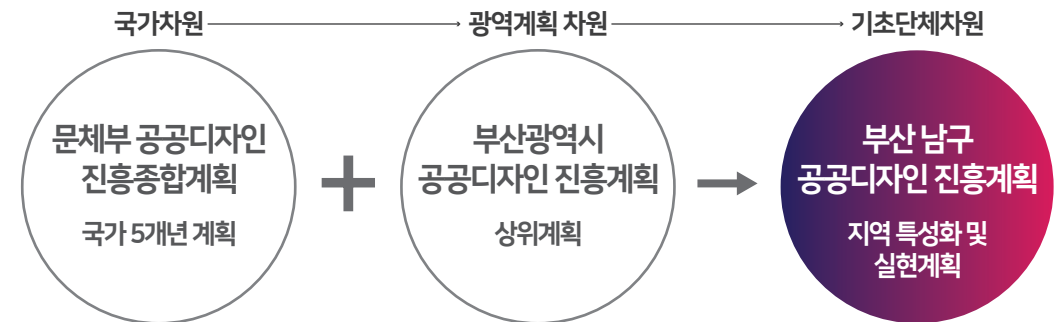 국가차원
광역계획 차원
기초단체차원
문체부 공공디자인
진흥종합계획
국가 5개년 계획
부산광역시
공공디자인 진흥계획
상위계획
부산 남구
공공디자인 진흥계획
지역 특성화 및
실현계획